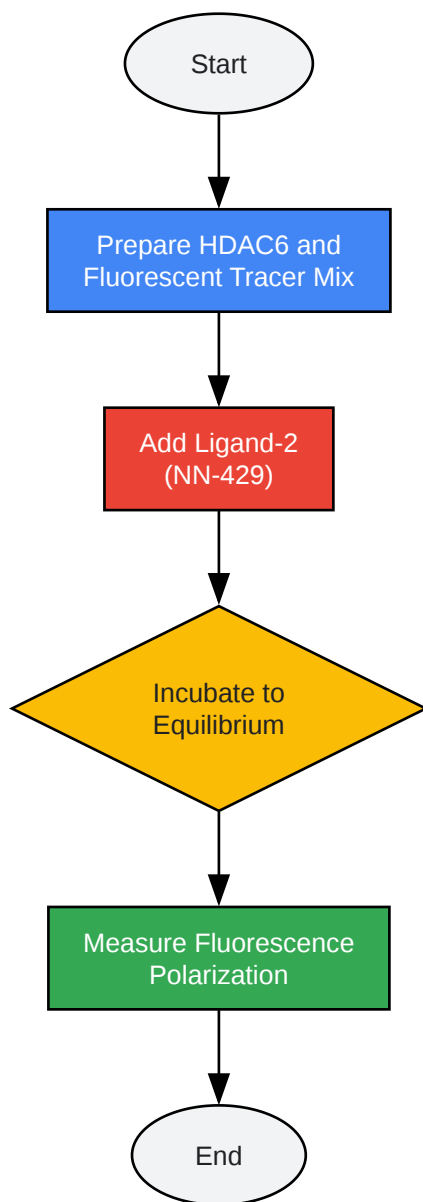 Start
Prepare HDAC6 and
Fluorescent Tracer Mix
Add Ligand-2
(NN-429)
Incubate to
Equilibrium
Measure Fluorescence
Polarization
End